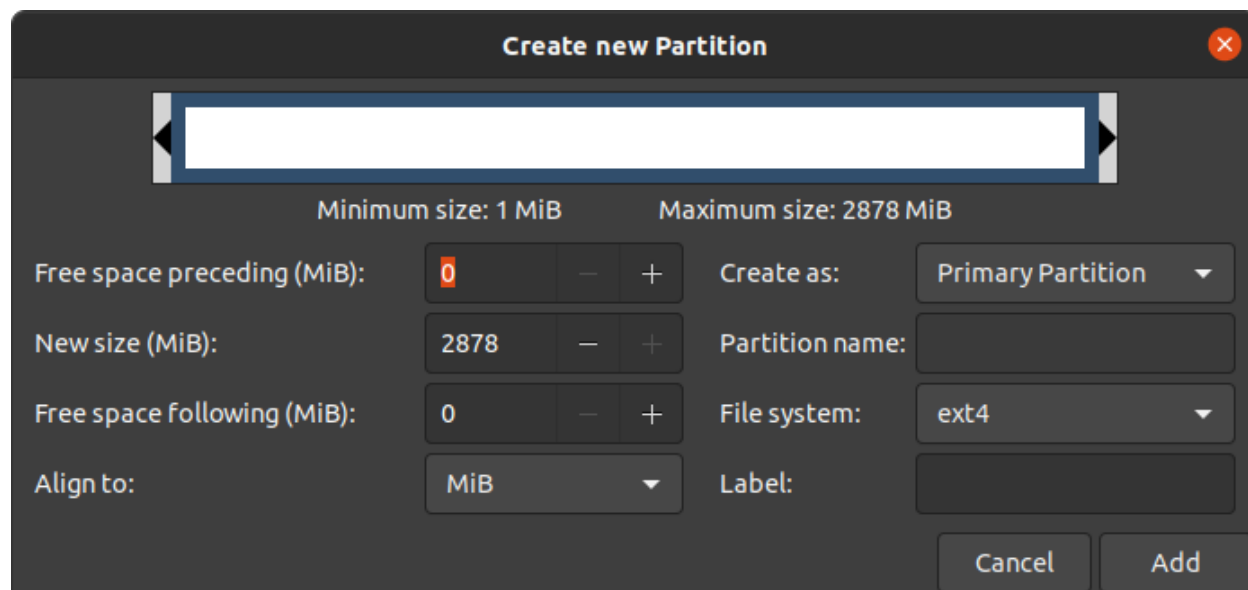 Create new Partition
Minimum size: 1 MiB Maximum size: 2878 MiB
Free space preceding (MiB): 0 Create as: Primary Partition
New size (MiB): 2878 Partition name:
Free space following (MiB): 0 File system: ext4
Align to: MiB Label:
Cancel Add